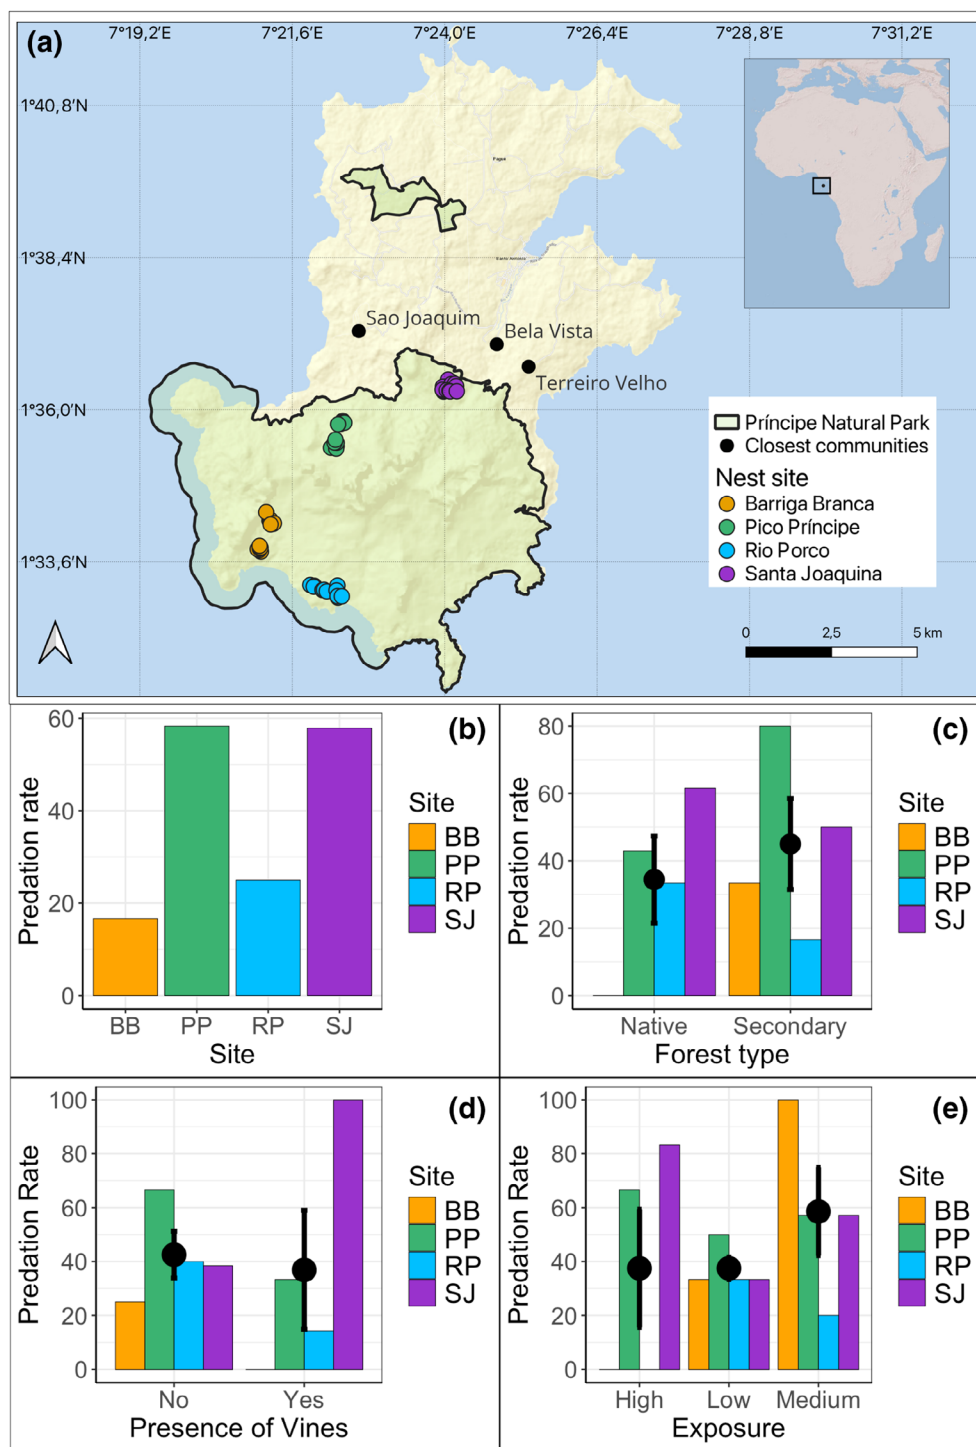 (a)
7°19,2'E 7°21,6'E 7°24,0'E 7°26,4'E 7°28,8'E 7°31,2'E
1°40,8'N
1°38,4'N
Sao Joaquim
Bela Vista
Terreiro Velho
1°36,0'N
Príncipe Natural Park
Closest communities
Nest site
Barriga Branca
Pico Príncipe
Rio Porco
Santa Joaquina
1°33,6'N
0 2,5 5 km
(b)
Predation rate
60
40
20
0
BB PP RP SJ
Site
Site
BB
PP
RP
SJ
(c)
Predation rate
80
60
40
20
0
Native Secondary
Forest type
Site
BB
PP
RP
SJ
(d)
Predation Rate
100
80
60
40
20
0
No Yes
Presence of Vines
Site
BB
PP
RP
SJ
(e)
Predation Rate
100
80
60
40
20
0
High Low Medium
Exposure
Site
BB
PP
RP
SJ